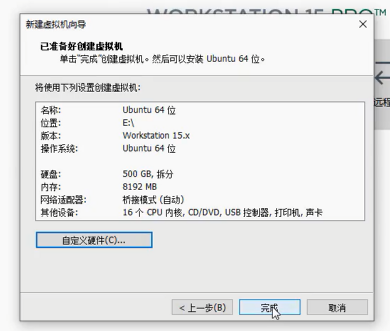 WORKSTATION 15 PRO™
新建虚拟机向导
已准备好创建虚拟机
单击"完成"创建虚拟机。然后可以安装 Ubuntu 64 位。
将使用下列设置创建虚拟机:
名称: Ubuntu 64 位
位置: E:\
版本: Workstation 15.x
操作系统: Ubuntu 64 位
硬盘: 500 GB, 拆分
内存: 8192 MB
网络适配器: 桥接模式 (自动)
其他设备: 16 个 CPU 内核, CD/DVD, USB 控制器, 打印机, 声卡
自定义硬件(C)...
< 上一步(B) 完成 取消
远程